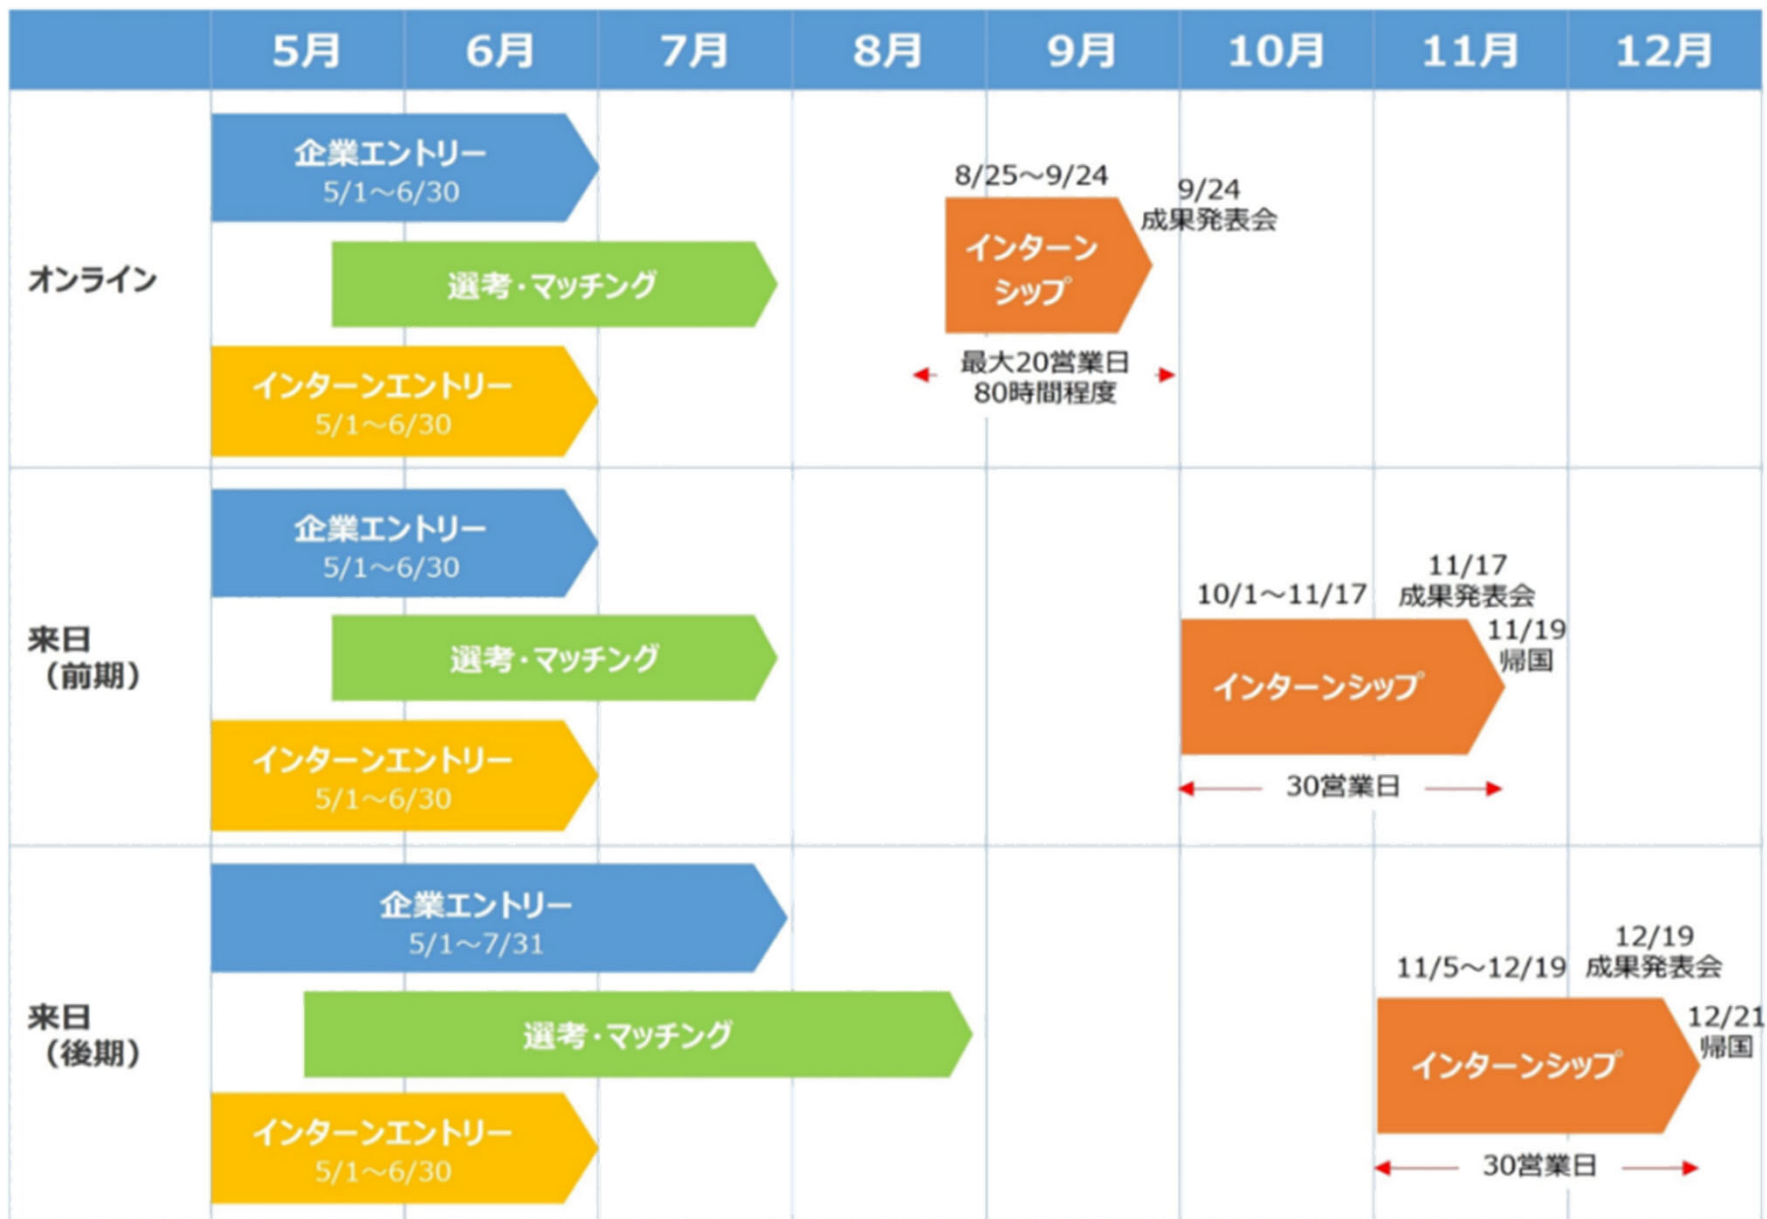 5月 6月 7月 8月 9月 10月 11月 12月
オンライン
企業エントリー
5/1～6/30
選考・マッチング
インターンエントリー
5/1～6/30
8/25～9/24
9/24
成果発表会
インターン
シップ
最大20営業日
80時間程度
来日
（前期）
企業エントリー
5/1～6/30
選考・マッチング
インターンエントリー
5/1～6/30
10/1～11/17
11/17
成果発表会
11/19
帰国
インターンシップ
30営業日
来日
（後期）
企業エントリー
5/1～7/31
選考・マッチング
インターンエントリー
5/1～6/30
11/5～12/19
12/19
成果発表会
12/21
帰国
インターンシップ
30営業日